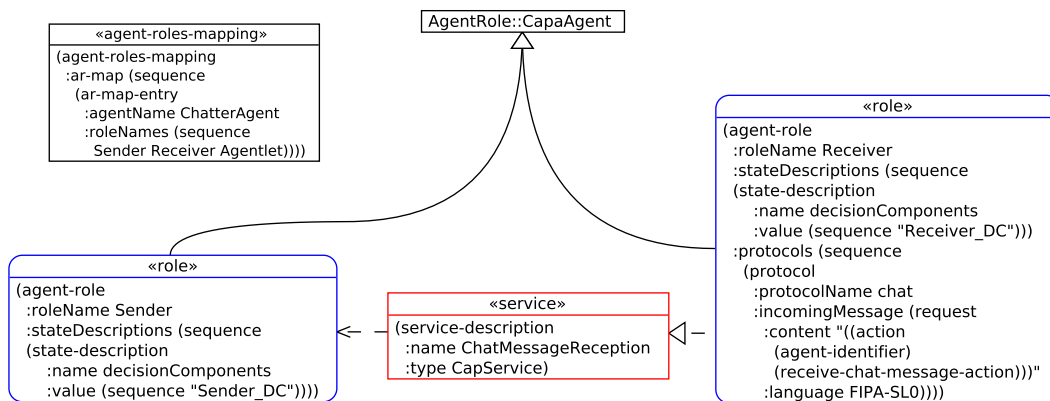 AgentRole::CapaAgent
«agent-roles-mapping»
(agent-roles-mapping
:ar-map (sequence
(ar-map-entry
:agentName ChatterAgent
:roleNames (sequence
Sender Receiver Agentlet))))
«role»
(agent-role
:roleName Receiver
:stateDescriptions (sequence
(state-description
:name decisionComponents
:value (sequence "Receiver_DC")))
:protocols (sequence
(protocol
:protocolName chat
:incomingMessage (request
:content "((action
(agent-identifier)
(receive-chat-message-action)))"
:language FIPA-SL0))))
«role»
(agent-role
:roleName Sender
:stateDescriptions (sequence
(state-description
:name decisionComponents
:value (sequence "Sender_DC"))))
«service»
(service-description
:name ChatMessageReception
:type CapService)